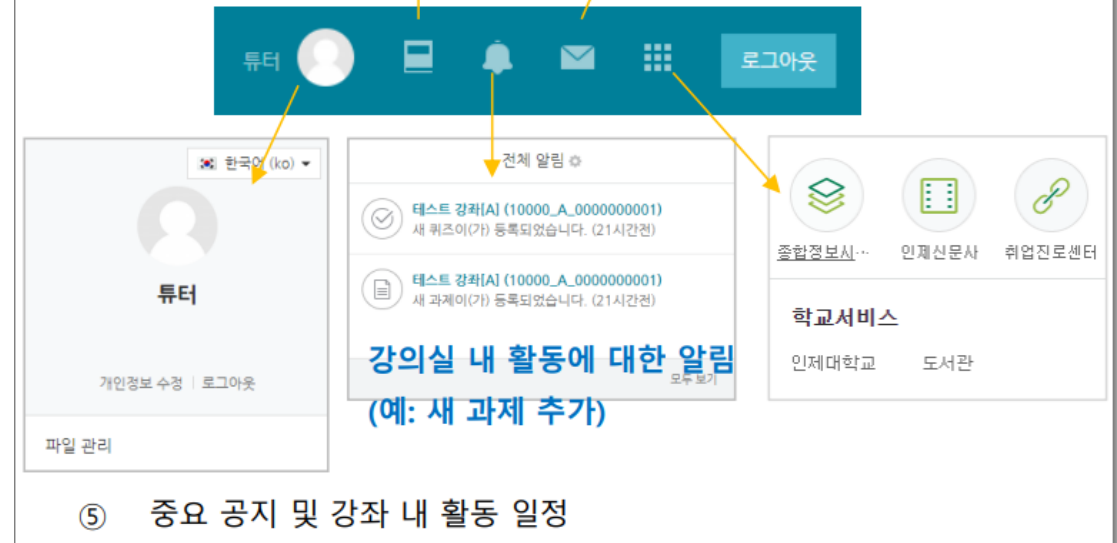 튜터
로그아웃
한국어 (ko)
튜터
개인정보 수정 | 로그아웃
파일 관리
전체 알림
테스트 강좌[A] (10000_A_0000000001)
새 퀴즈이(가) 등록되었습니다. (21시간전)
테스트 강좌[A] (10000_A_0000000001)
새 과제이(가) 등록되었습니다. (21시간전)
강의실 내 활동에 대한 알림
모두 보기
(예: 새 과제 추가)
종합정보시…
인제신문사
취업진로센터
학교서비스
인제대학교
도서관
⑤ 중요 공지 및 강좌 내 활동 일정